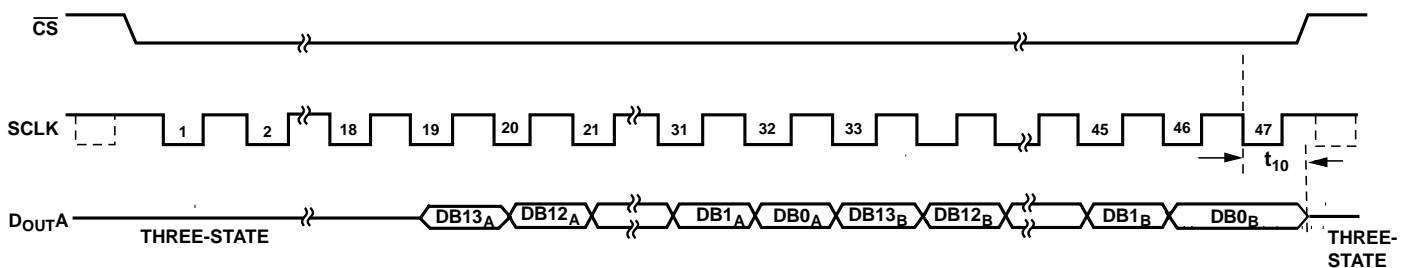 CS
SCLK 1 2 18 19 20 21 31 32 33 45 46 47
t10
DOUTA DB13A DB12A DB1A DB0A DB13B DB12B DB1B DB0B
THREE-STATE
THREE-
STATE